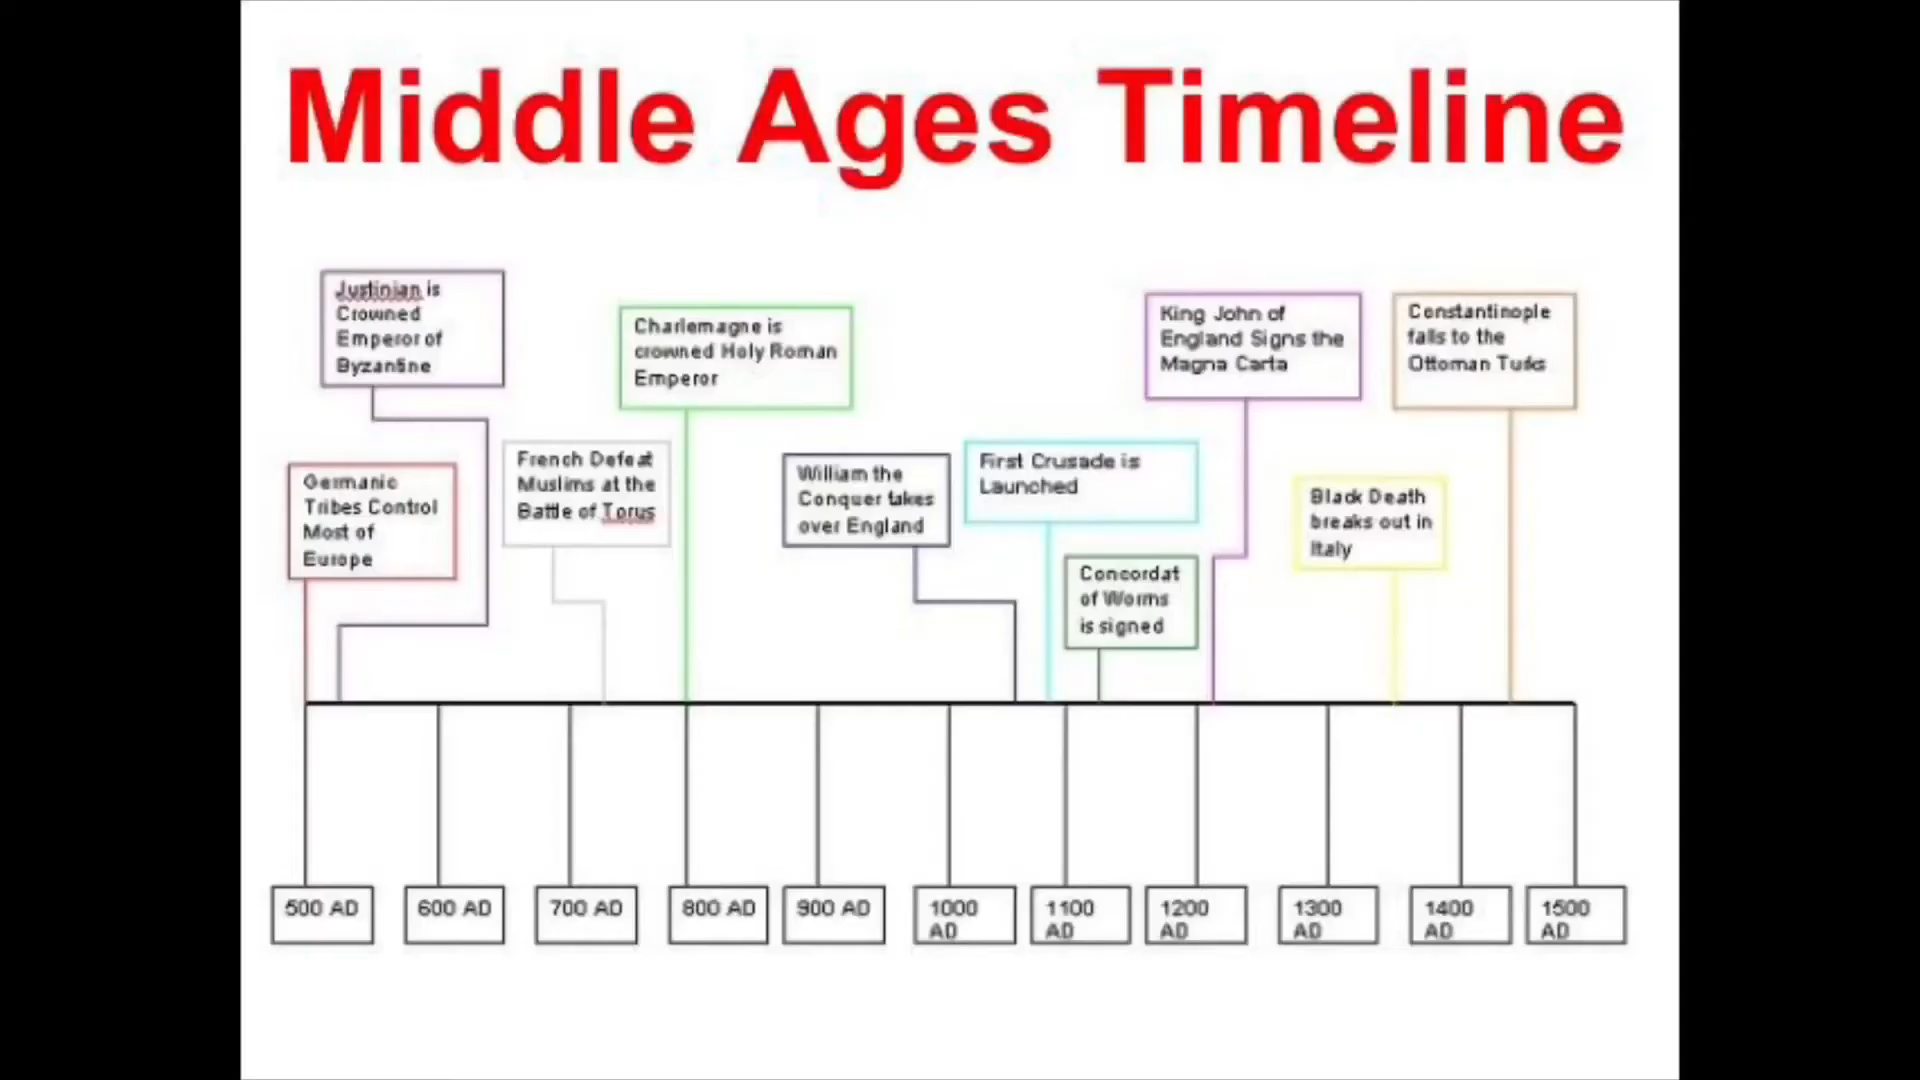 Middle Ages Timeline
Justinian is
Crowned
Emperor of
Byzantine
Charlemagne is
crowned Holy Roman
Emperor
King John of
England Signs the
Magna Carta
Constantinople
falls to the
Ottoman Turks
Germanic
Tribes Control
Most of
Europe
French Defeat
Muslims at the
Battle of Torus
William the
Conquer takes
over England
First Crusade is
Launched
Black Death
breaks out in
Italy
Concordat
of Worms
is signed
500 AD
600 AD
700 AD
800 AD
900 AD
1000
AD
1100
AD
1200
AD
1300
AD
1400
AD
1500
AD